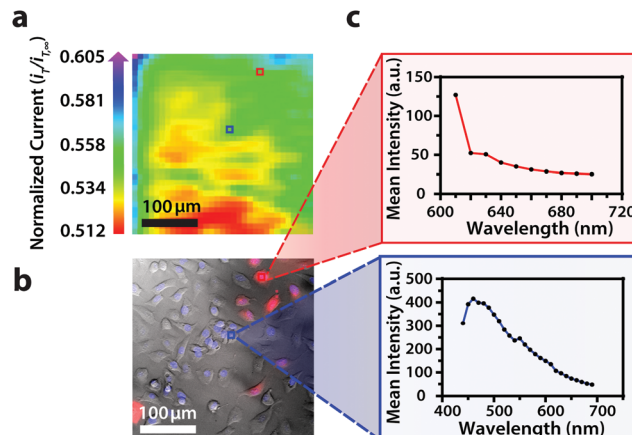 a
Normalized Current (iT/iT,∞)
0.605
0.581
0.558
0.534
0.512
100 μm
b
100 μm
c
Mean Intensity (a.u.)
150
100
50
0
600 640 680 720
Wavelength (nm)
Mean Intensity (a.u.)
500
400
300
200
100
0
400 500 600 700
Wavelength (nm)